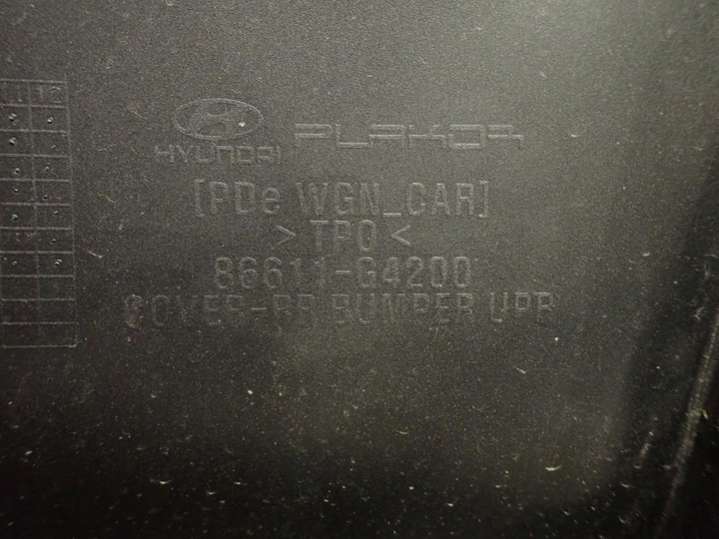 HYUNDAI PLAKOR
[PDe WGN_CAR]
> TPO <
86611-G4200
COVER-RR BUMPER UPR